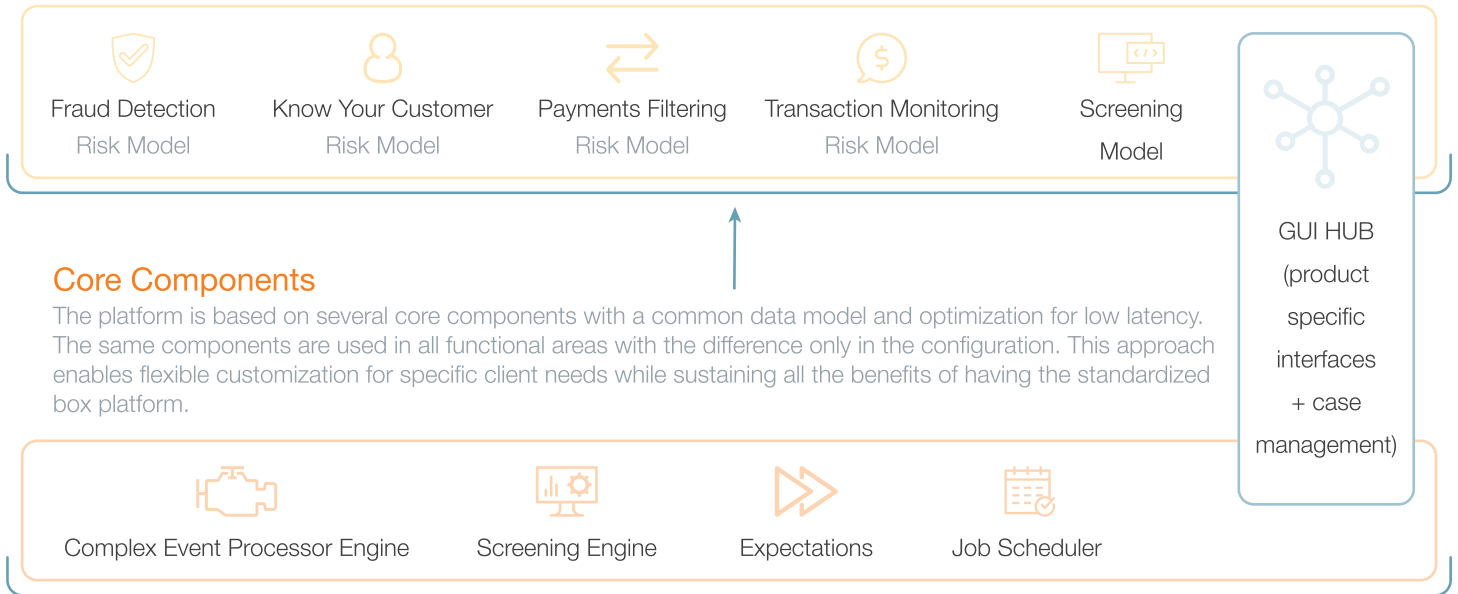 Fraud Detection
Risk Model
Know Your Customer
Risk Model
Payments Filtering
Risk Model
Transaction Monitoring
Risk Model
Screening
Model
GUI HUB
(product
specific
interfaces
+ case
management)
Core Components
The platform is based on several core components with a common data model and optimization for low latency.
The same components are used in all functional areas with the difference only in the configuration. This approach
enables flexible customization for specific client needs while sustaining all the benefits of having the standardized
box platform.
Complex Event Processor Engine
Screening Engine
Expectations
Job Scheduler